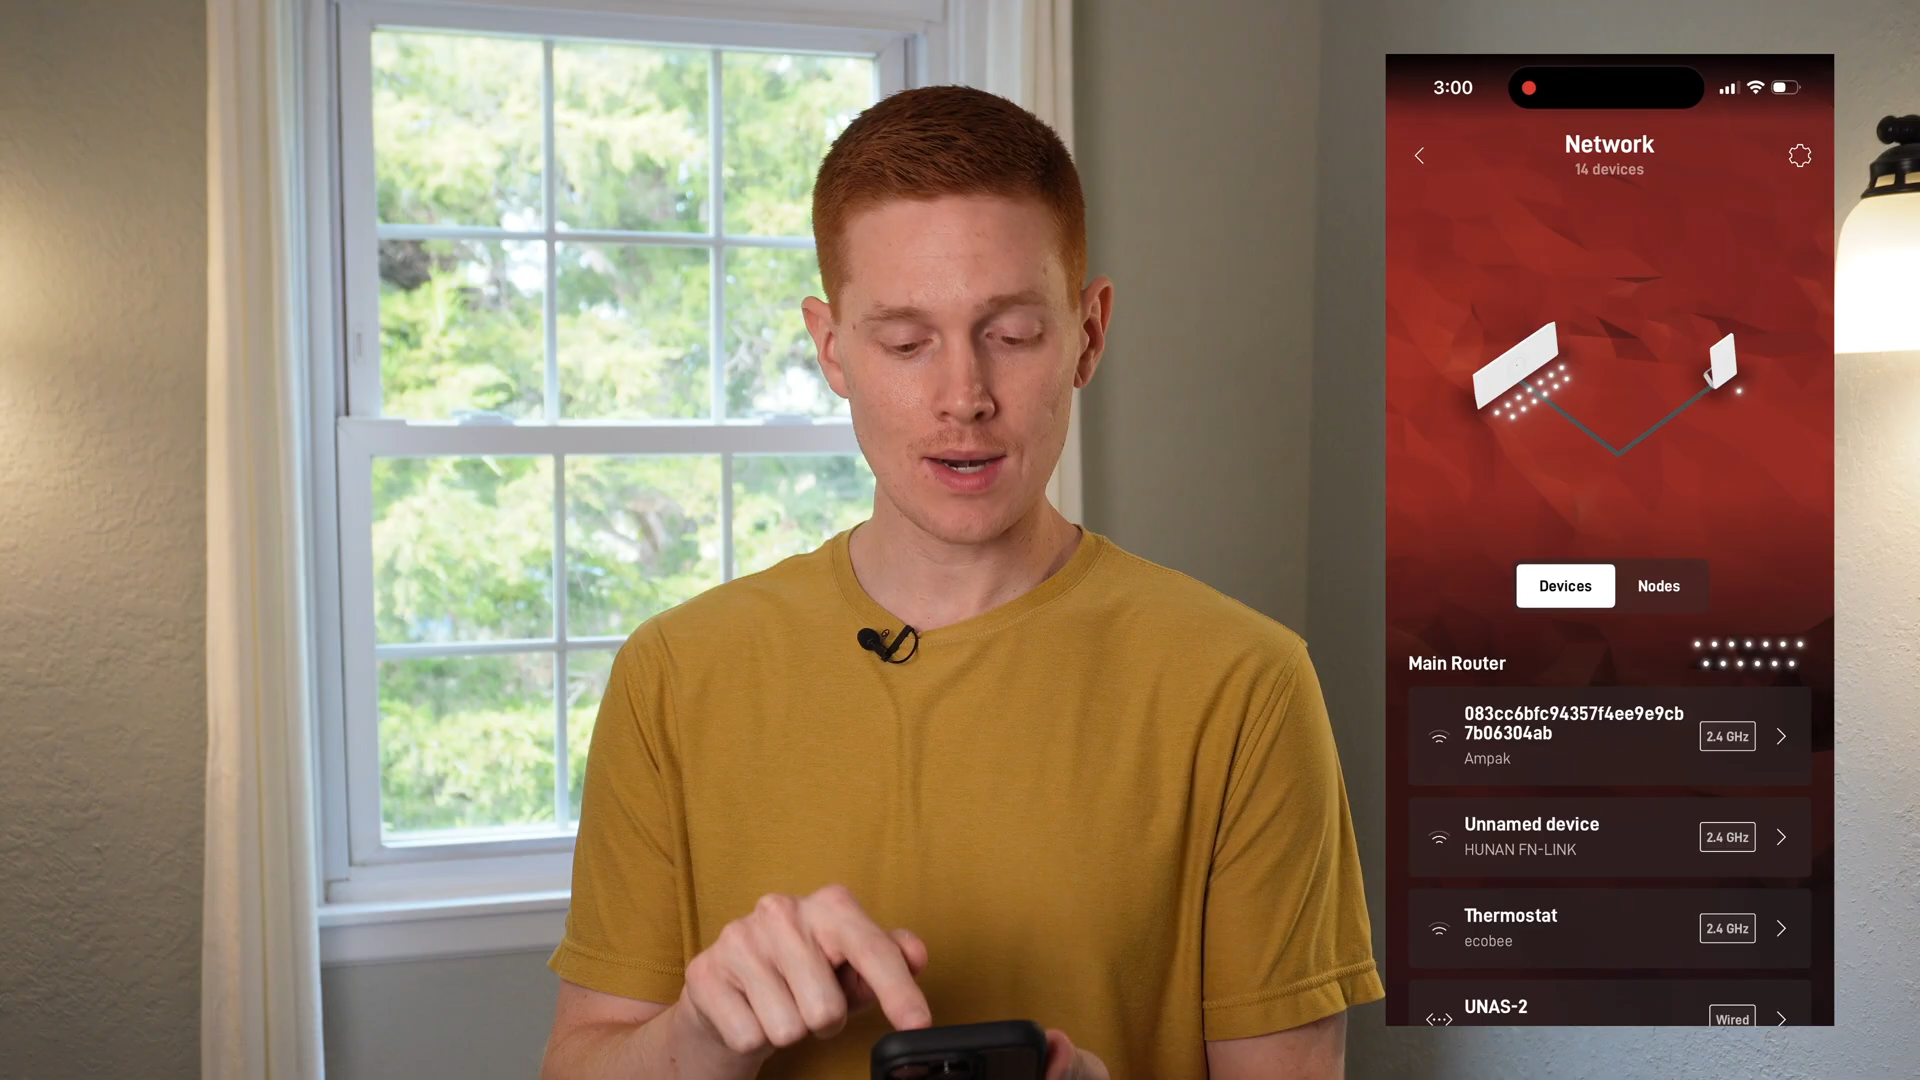 3:00
Network
14 devices
Devices
Nodes
Main Router
083cc6bfc94357f4ee9e9cb
7b06304ab
Ampak
2.4 GHz
Unnamed device
HUNAN FN-LINK
2.4 GHz
Thermostat
ecobee
2.4 GHz
UNAS-2
Wired